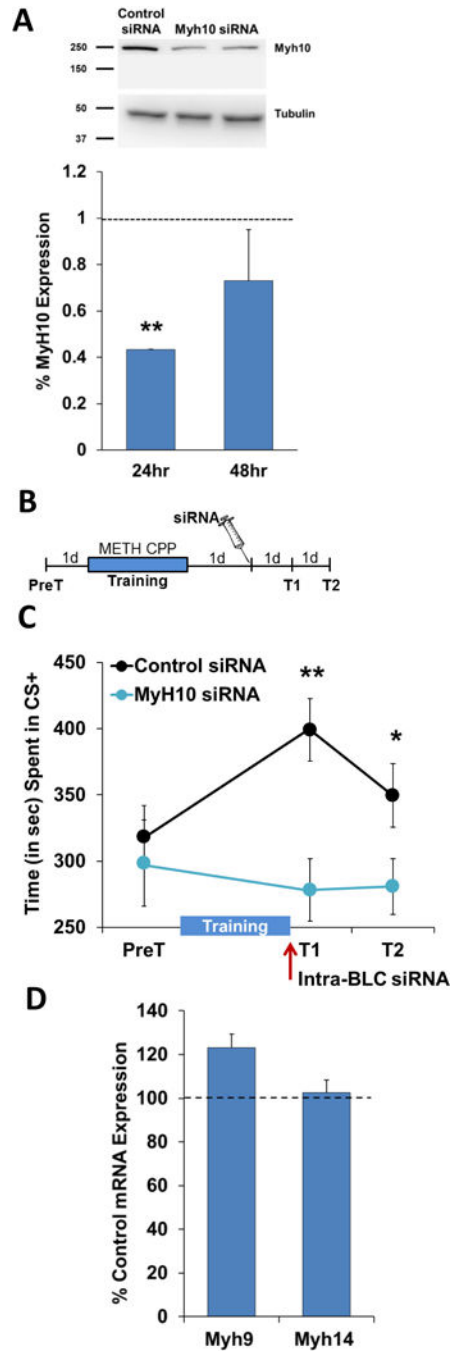 A
Control
siRNA Myh10 siRNA
250
Myh10
150
50
Tubulin
37
% MyH10 Expression
1.2
1
0.8
0.6
0.4
0.2
0
**
24hr 48hr
B
siRNA
1d METH CPP 1d 1d 1d
PreT Training T1 T2
C
Time (in sec) Spent in CS+
450
400
350
300
250
Control siRNA
MyH10 siRNA
**
*
Training
PreT T1 T2
Intra-BLC siRNA
D
% Control mRNA Expression
140
120
100
80
60
40
20
0
Myh9 Myh14